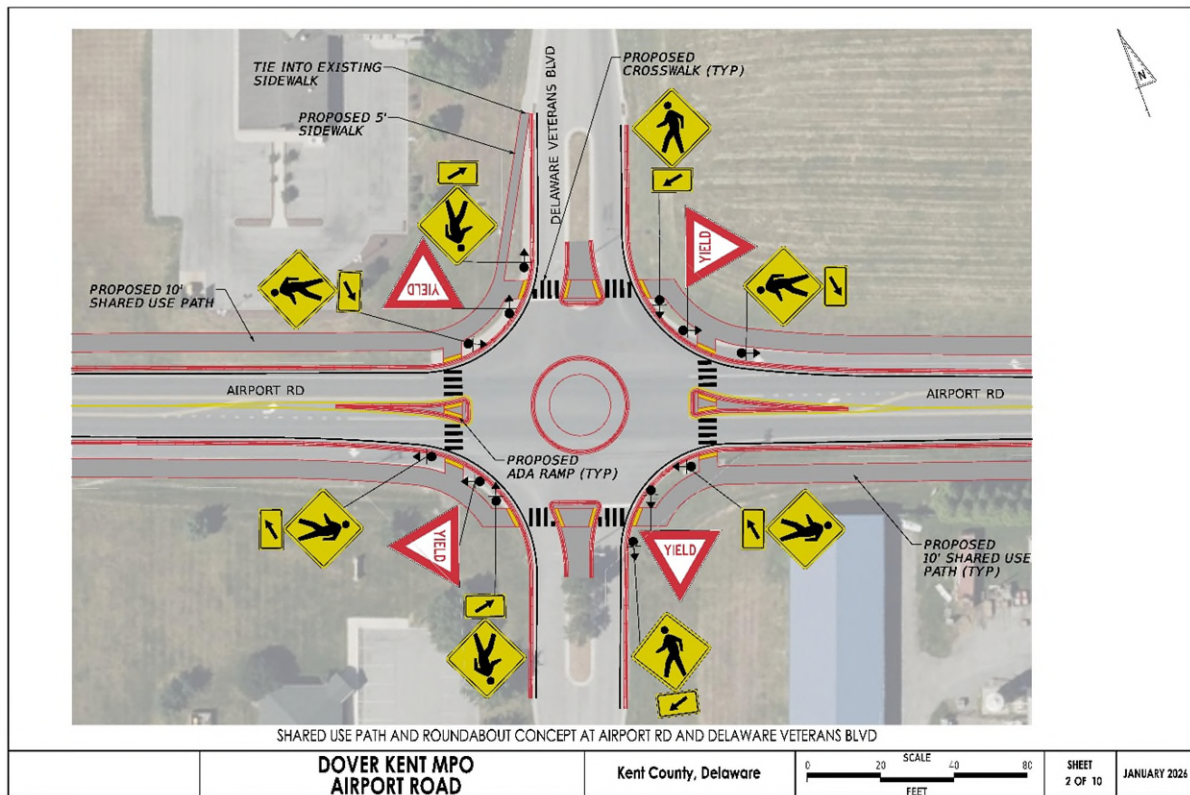 TIE INTO EXISTING
SIDEWALK
PROPOSED 5'
SIDEWALK
DELAWARE VETERANS BLVD
PROPOSED
CROSSWALK (TYP)
N
YIELD
YIELD
PROPOSED 10'
SHARED USE PATH
AIRPORT RD
AIRPORT RD
PROPOSED
ADA RAMP (TYP)
YIELD
YIELD
PROPOSED
10' SHARED USE
PATH (TYP)
SHARED USE PATH AND ROUNDABOUT CONCEPT AT AIRPORT RD AND DELAWARE VETERANS BLVD
DOVER KENT MPO
AIRPORT ROAD
Kent County, Delaware
SCALE
0 20 40 80
FEET
SHEET
2 OF 10
JANUARY 2026